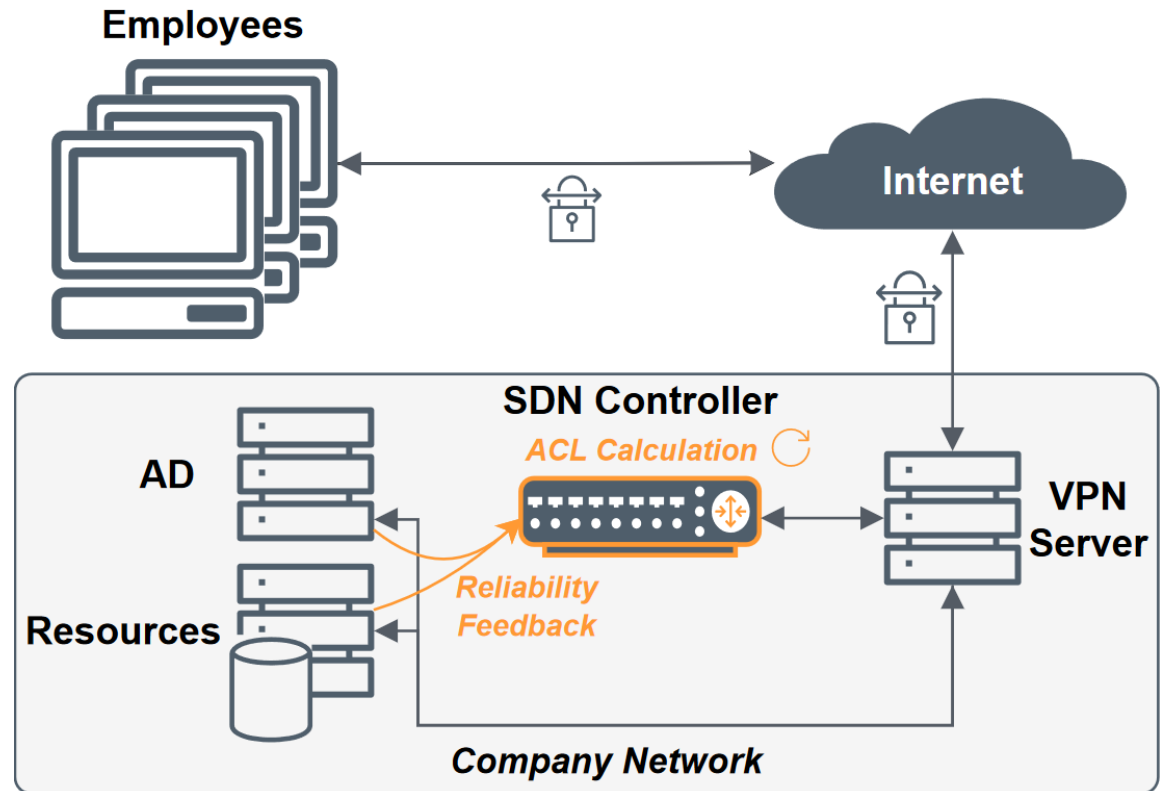 Employees
Internet
SDN Controller
ACL Calculation
AD
VPN
Server
Reliability
Feedback
Resources
Company Network